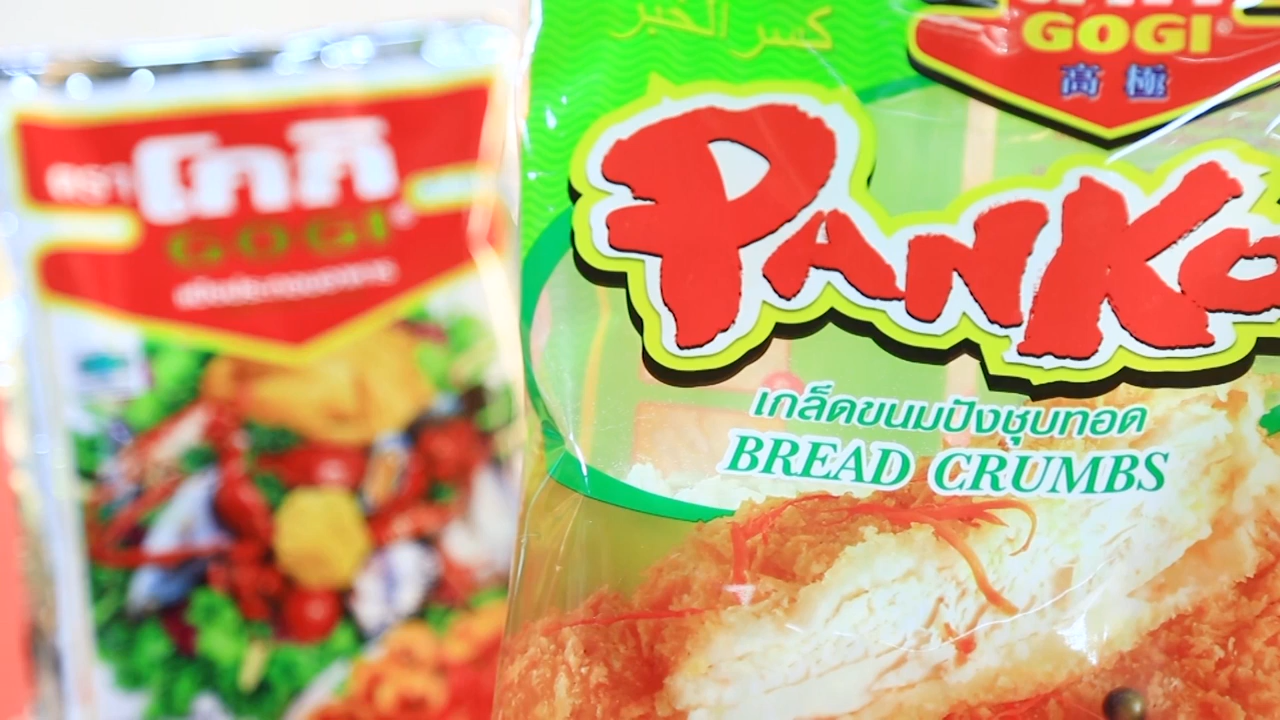 ตรา โกกิ
GOGI
كسر الخبز
GOGI
高極
PANKO
เกล็ดขนมปังชุบทอด
BREAD CRUMBS